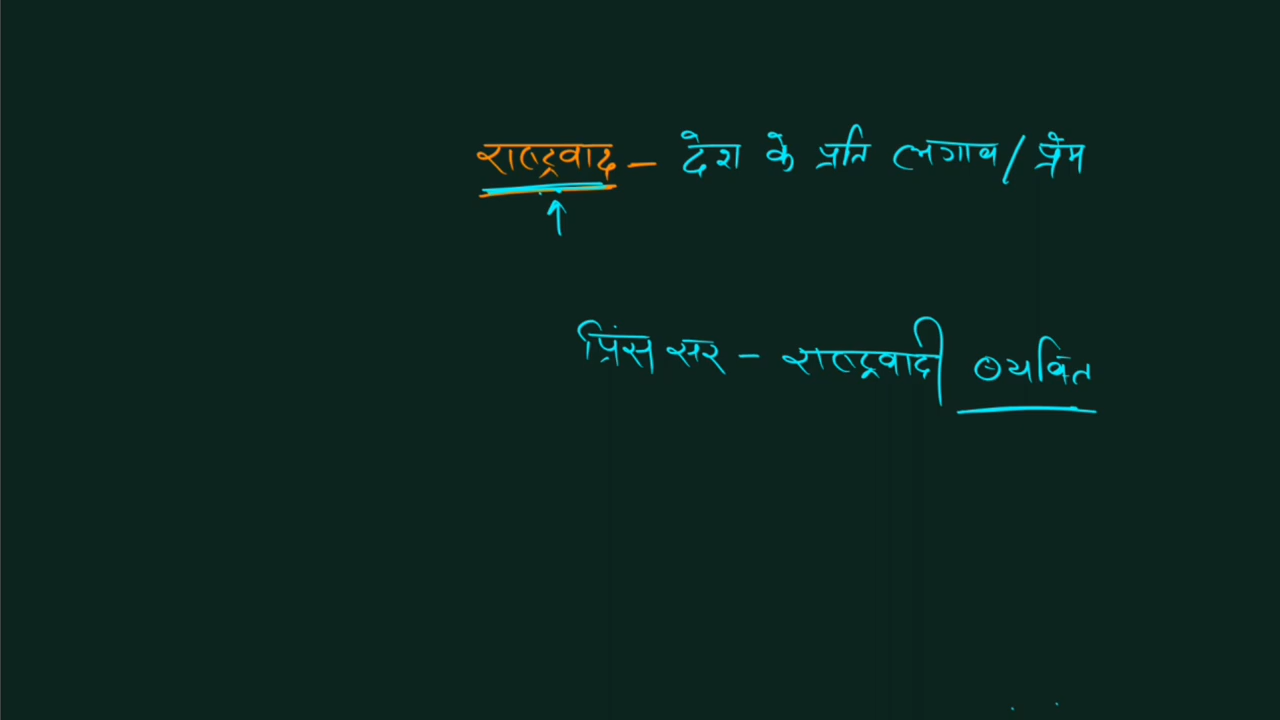 राष्ट्रवाद – देश के प्रति लगाव / प्रेम
प्रिंस सर – राष्ट्रवादी व्यक्ति